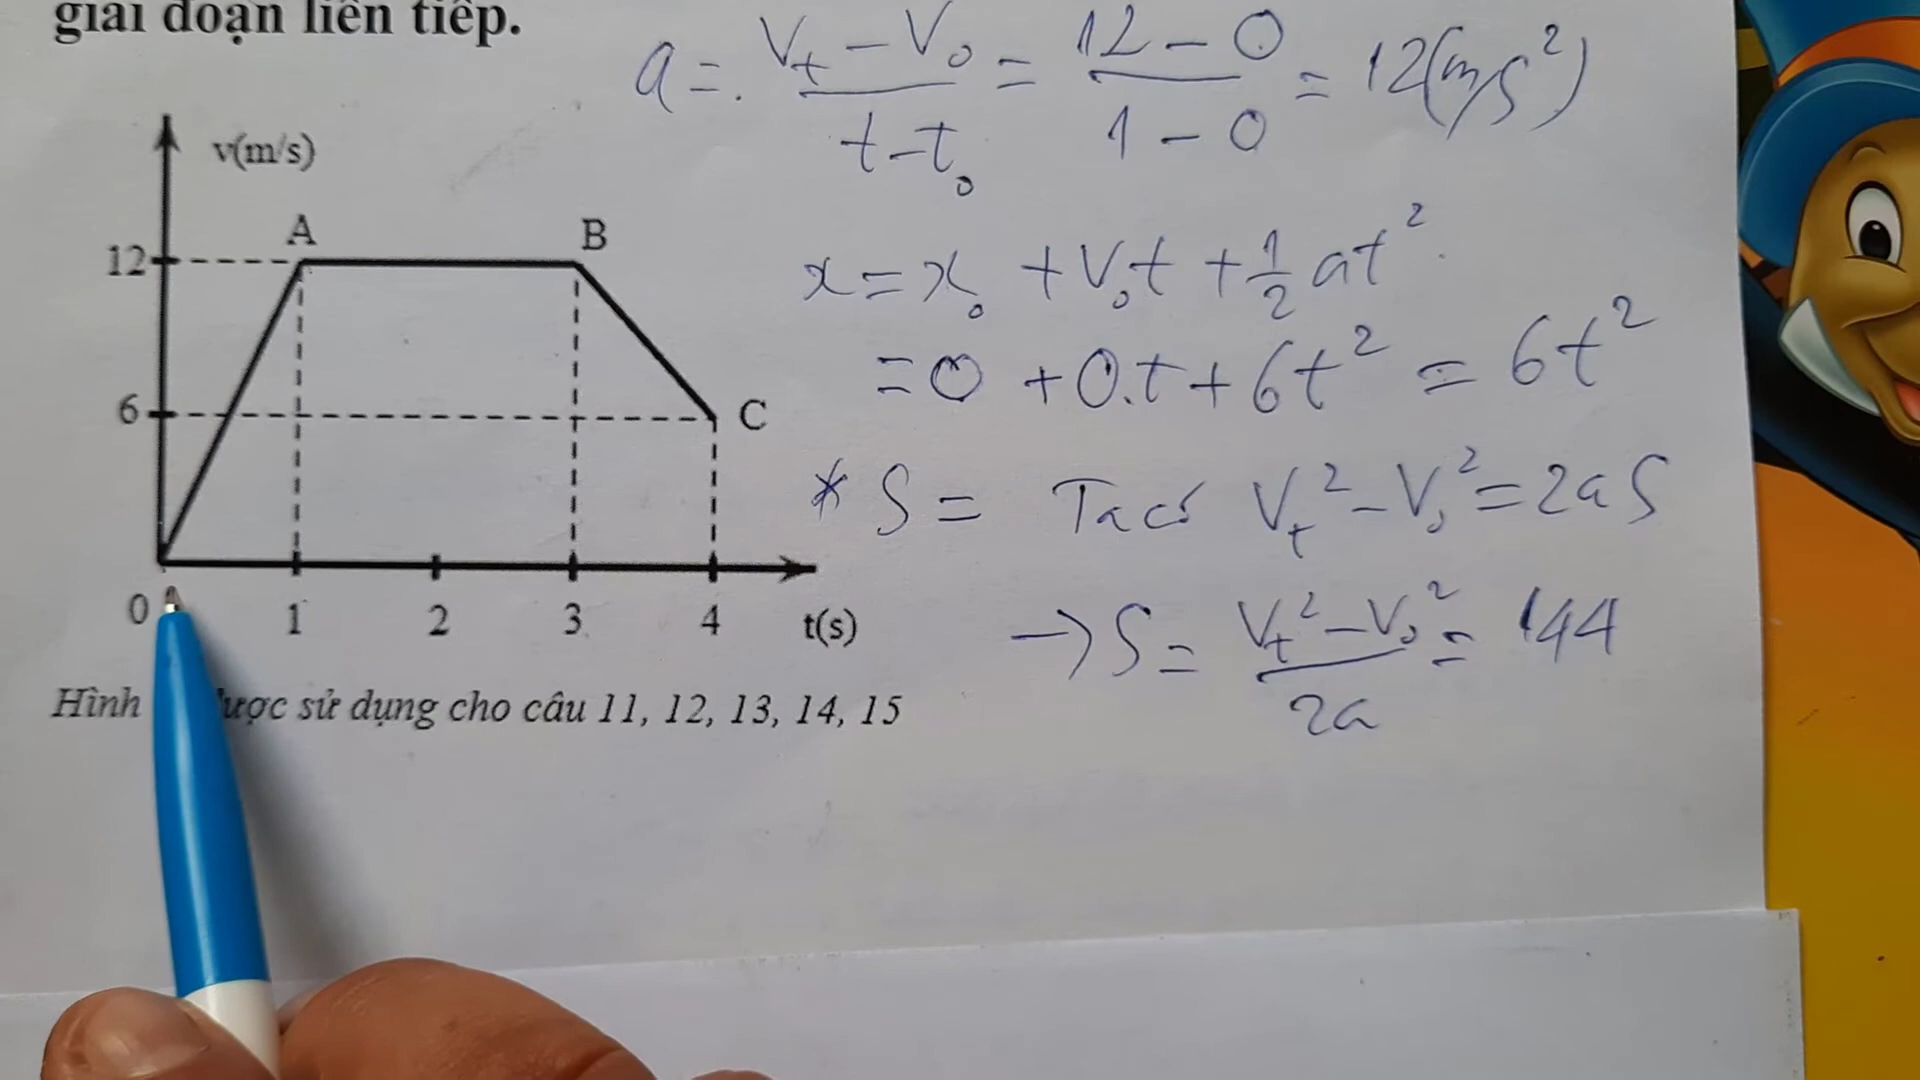 giai đoạn liên tiếp.
a = Vt - V0 / t - t0 = 12 - 0 / 1 - 0 = 12 (m/s²)
v(m/s)
A
B
12
x = x0 + V0t + 1/2 at²
= 0 + 0.t + 6t² = 6t²
6
C
* S = Ta có Vt² - V0² = 2aS
0
1
2
3
4
t(s)
→ S = Vt² - V0² / 2a = 144
Hình được sử dụng cho câu 11, 12, 13, 14, 15